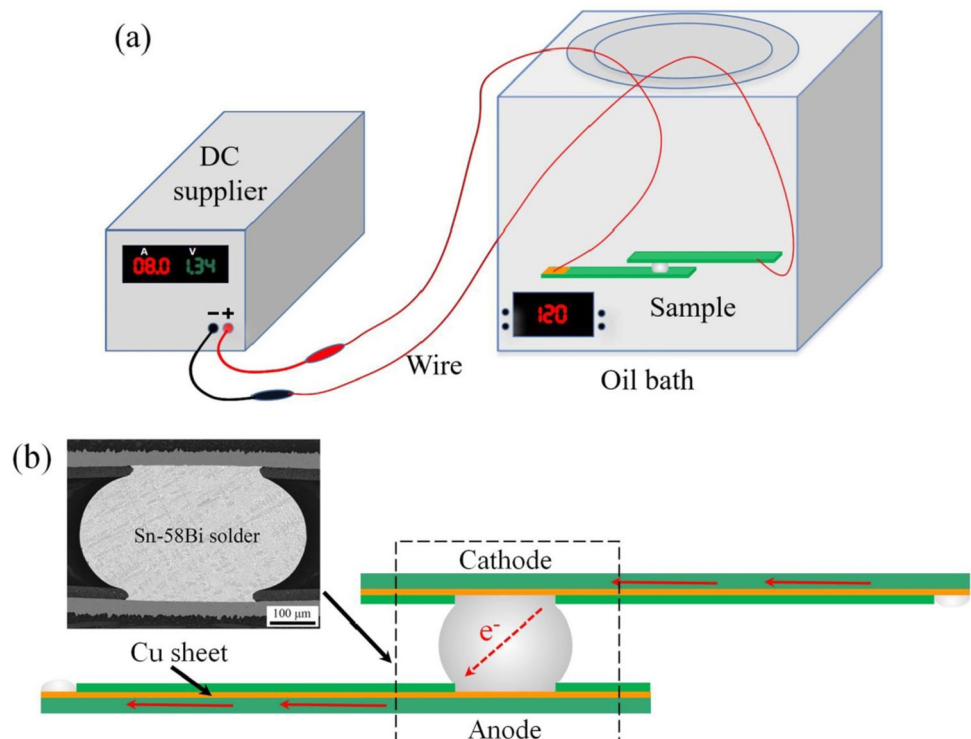 (a)
DC
supplier
A V
08.0 1.34
- +
Wire
120
Sample
Oil bath
(b)
Sn-58Bi solder
100 μm
Cu sheet
Cathode
e-
Anode